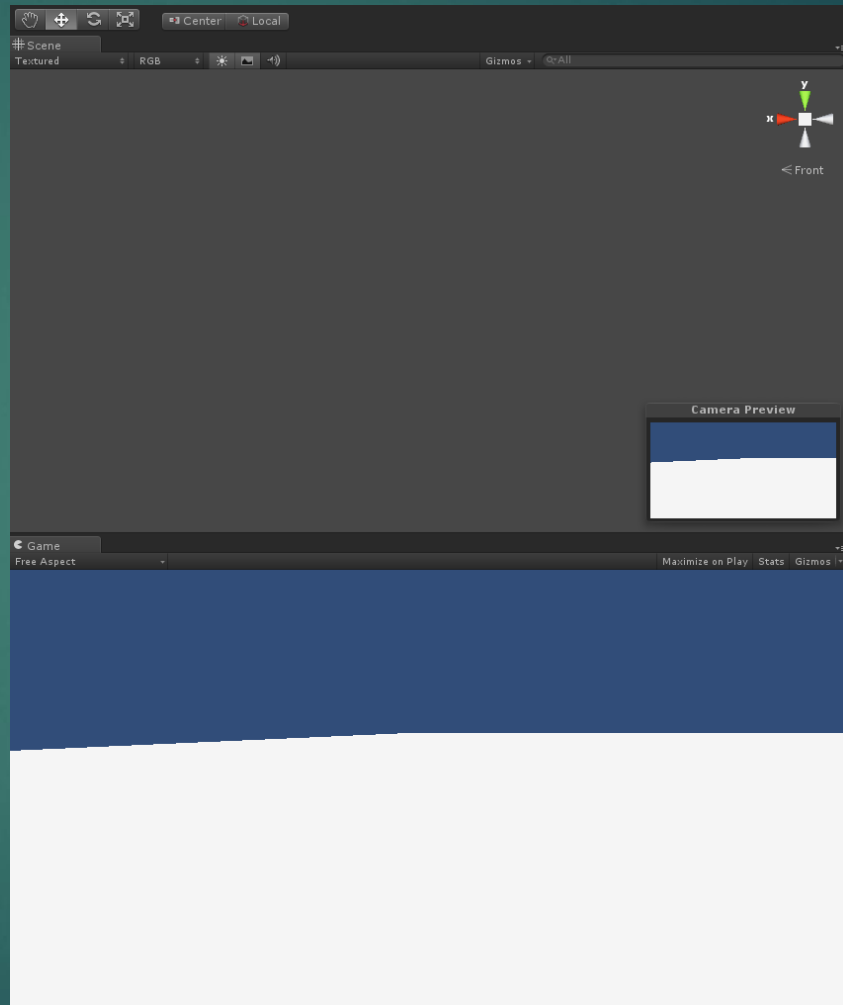 Center Local
Scene
Textured RGB Gizmos All
y
x
Front
Camera Preview
Game
Free Aspect Maximize on Play Stats Gizmos